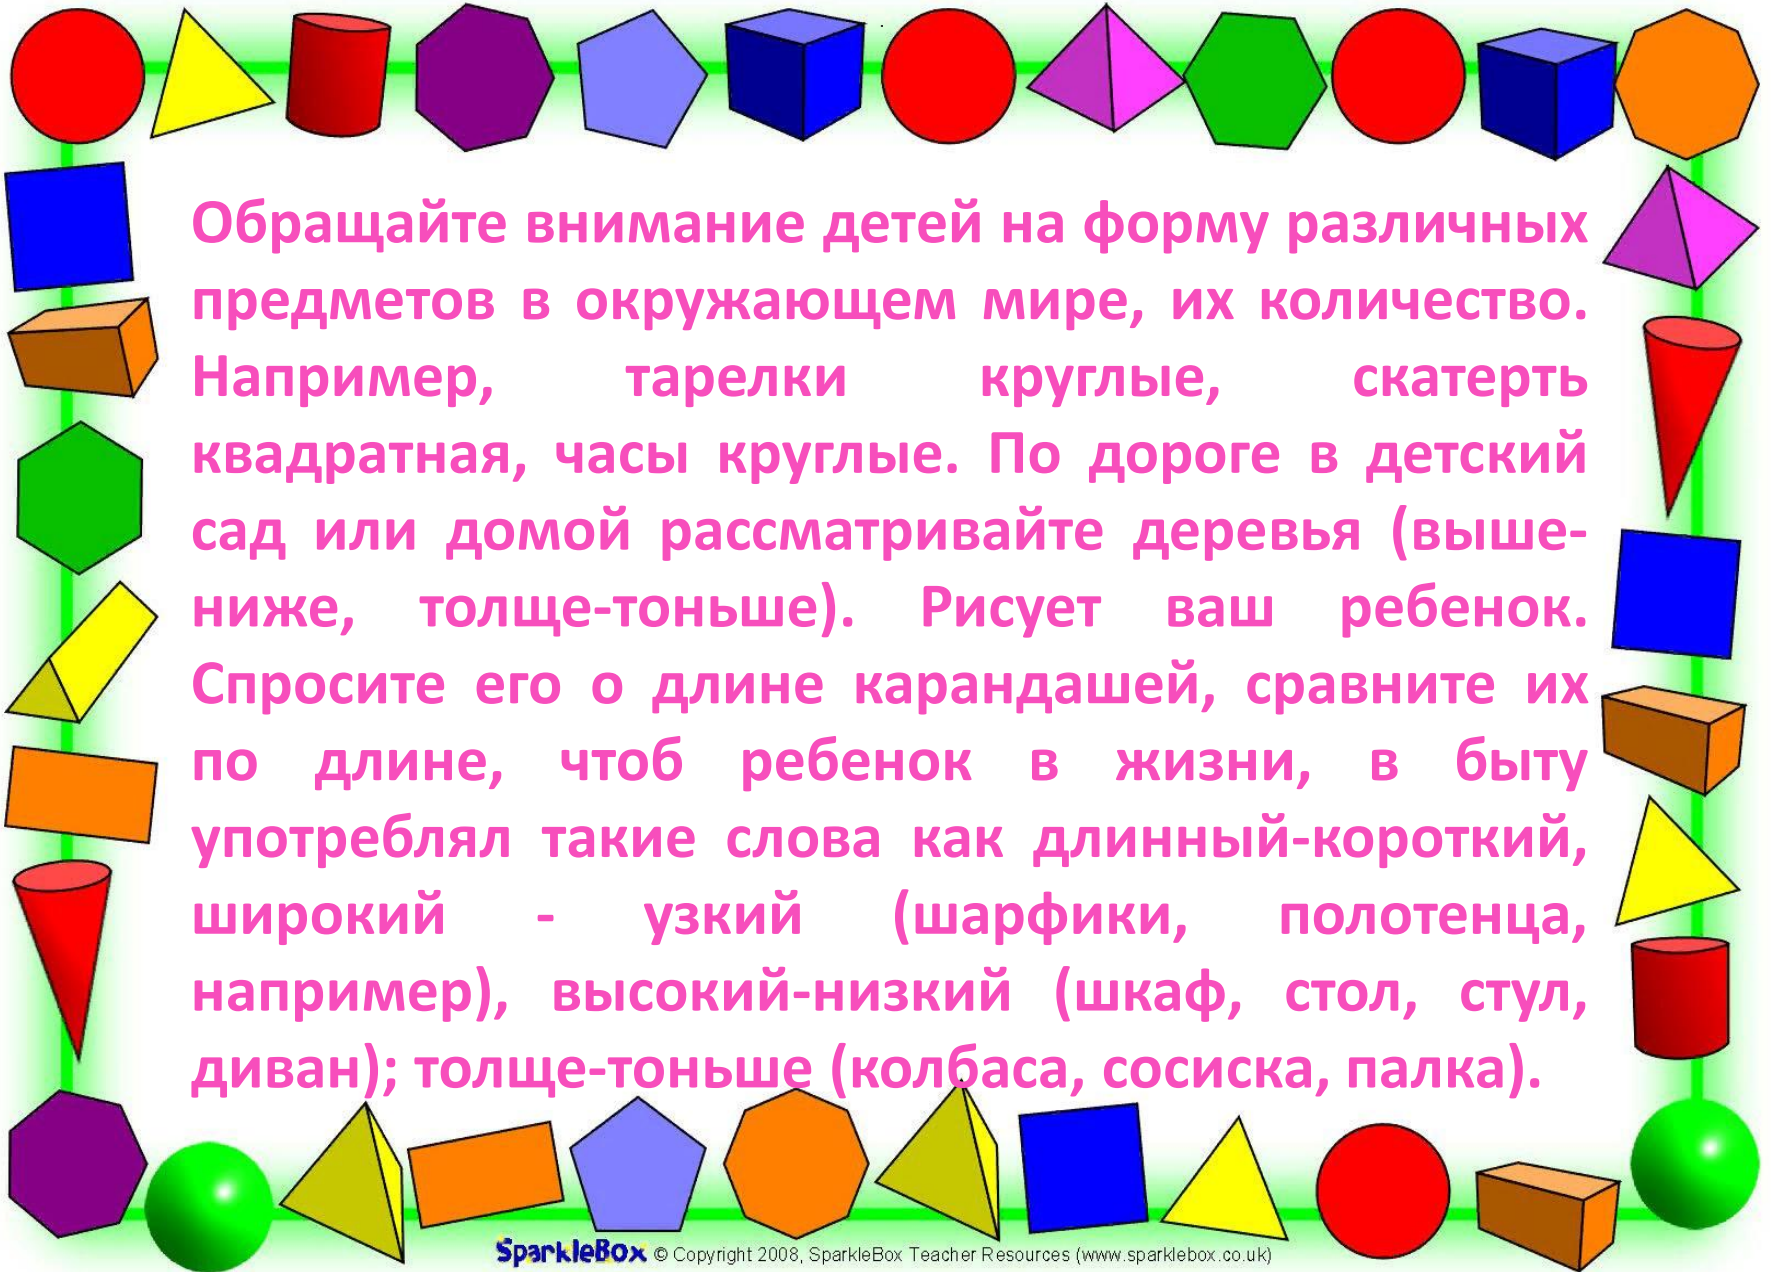 Обращайте внимание детей на форму различных
предметов в окружающем мире, их количество.
Например, тарелки круглые, скатерть
квадратная, часы круглые. По дороге в детский
сад или домой рассматривайте деревья (выше-
ниже, толще-тоньше). Рисует ваш ребенок.
Спросите его о длине карандашей, сравните их
по длине, чтоб ребенок в жизни, в быту
употреблял такие слова как длинный-короткий,
широкий - узкий (шарфики, полотенца,
например), высокий-низкий (шкаф, стол, стул,
диван); толще-тоньше (колбаса, сосиска, палка).
SparkleBox © Copyright 2008, SparkleBox Teacher Resources (www.sparklebox.co.uk)